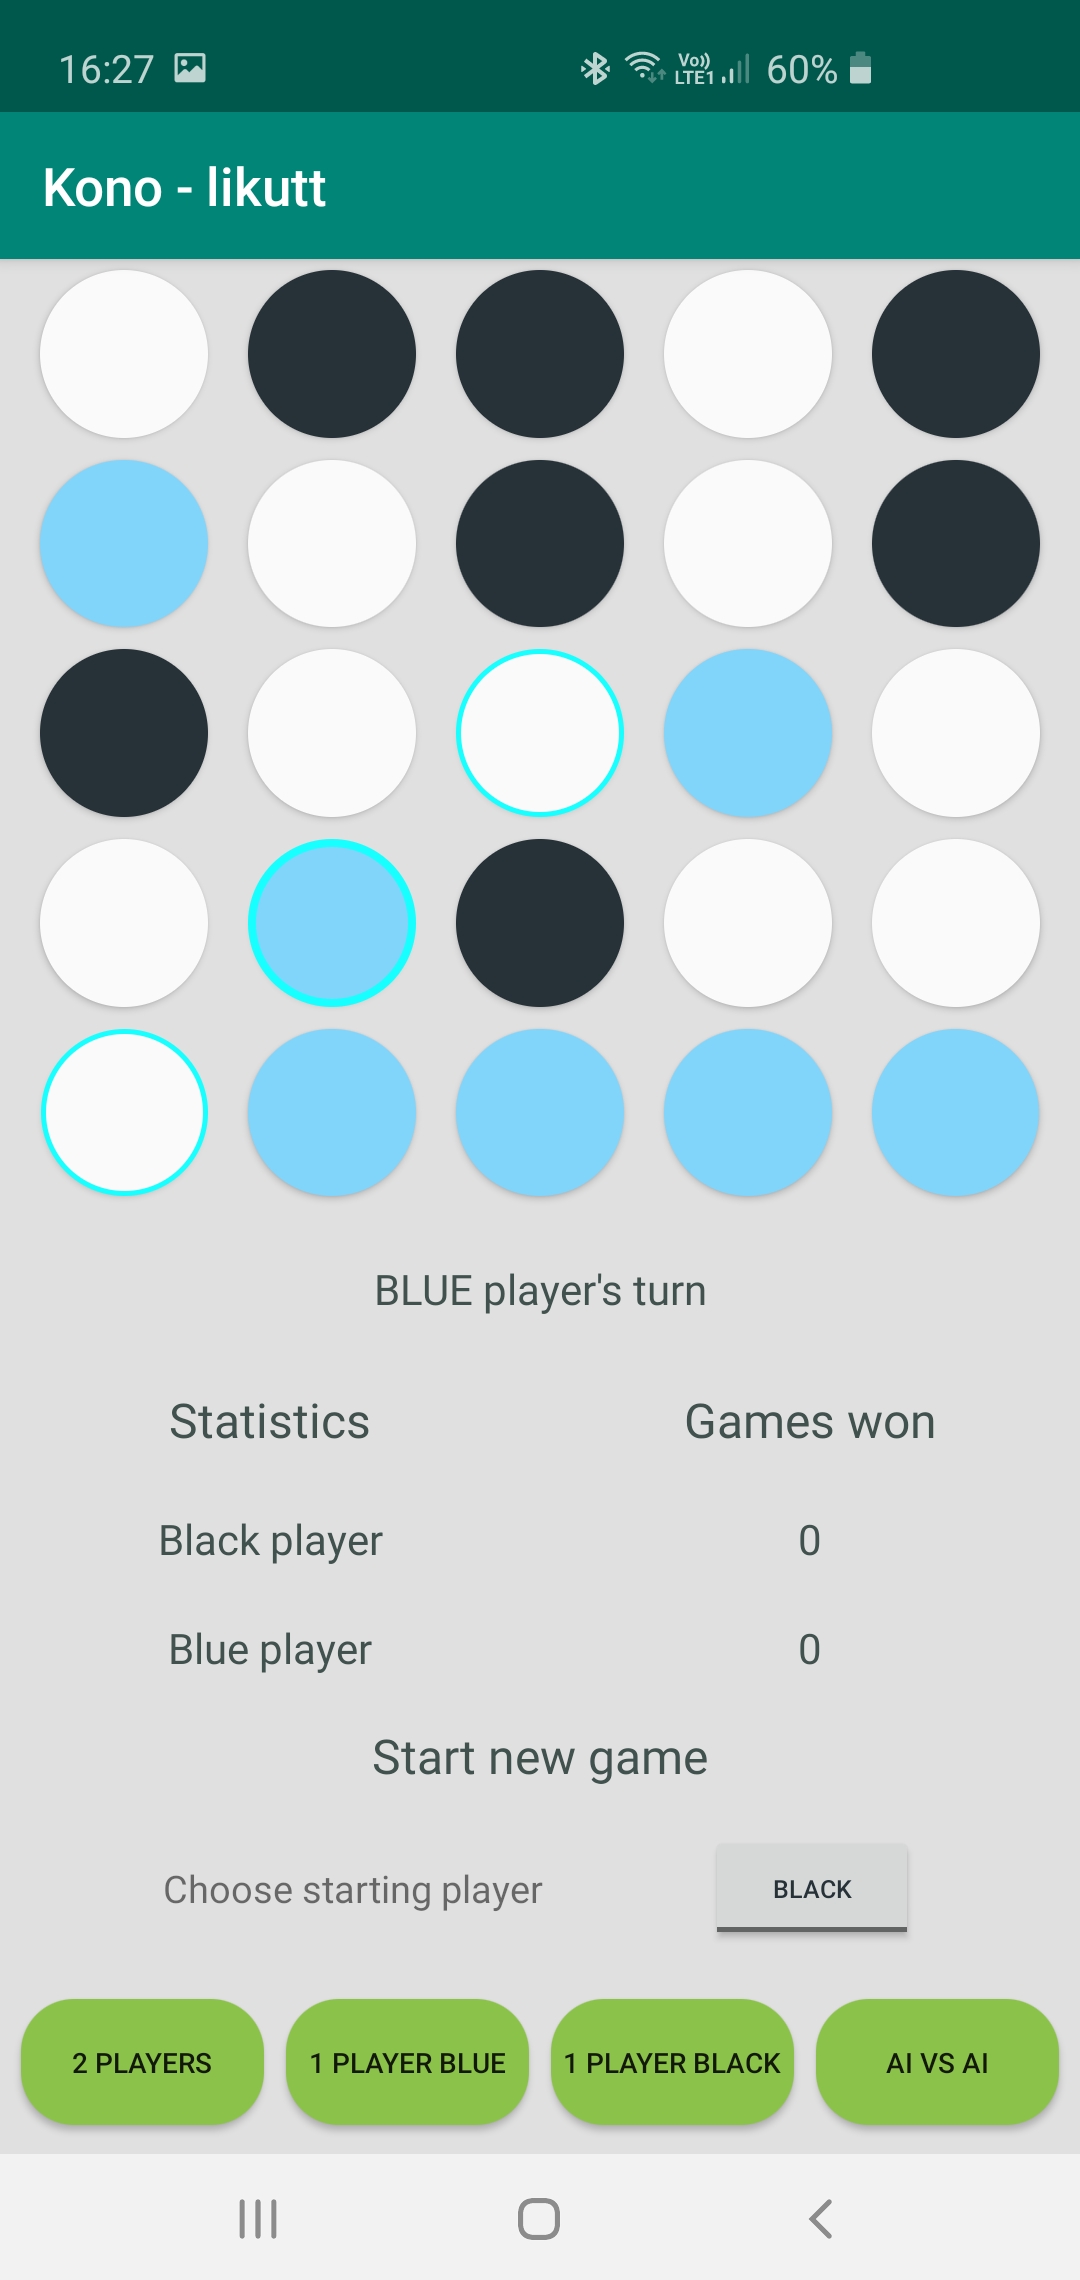 16:27 Vo)) LTE1 60%
Kono - likutt
BLUE player's turn
Statistics Games won
Black player 0
Blue player 0
Start new game
Choose starting player BLACK
2 PLAYERS 1 PLAYER BLUE 1 PLAYER BLACK AI VS AI